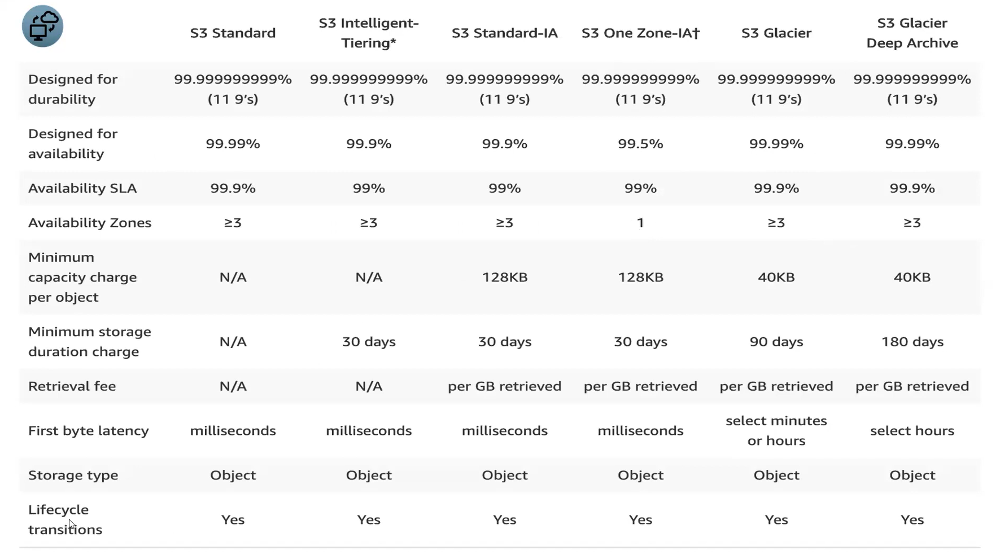 S3 Standard
S3 Intelligent-
Tiering*
S3 Standard-IA
S3 One Zone-IA†
S3 Glacier
S3 Glacier
Deep Archive
Designed for
durability
99.999999999%
(11 9’s)
99.999999999%
(11 9’s)
99.999999999%
(11 9’s)
99.999999999%
(11 9’s)
99.999999999%
(11 9’s)
99.999999999%
(11 9’s)
Designed for
availability
99.99%
99.9%
99.9%
99.5%
99.99%
99.99%
Availability SLA
99.9%
99%
99%
99%
99.9%
99.9%
Availability Zones
≥3
≥3
≥3
1
≥3
≥3
Minimum
capacity charge
per object
N/A
N/A
128KB
128KB
40KB
40KB
Minimum storage
duration charge
N/A
30 days
30 days
30 days
90 days
180 days
Retrieval fee
N/A
N/A
per GB retrieved
per GB retrieved
per GB retrieved
per GB retrieved
First byte latency
milliseconds
milliseconds
milliseconds
milliseconds
select minutes
or hours
select hours
Storage type
Object
Object
Object
Object
Object
Object
Lifecycle
transitions
Yes
Yes
Yes
Yes
Yes
Yes